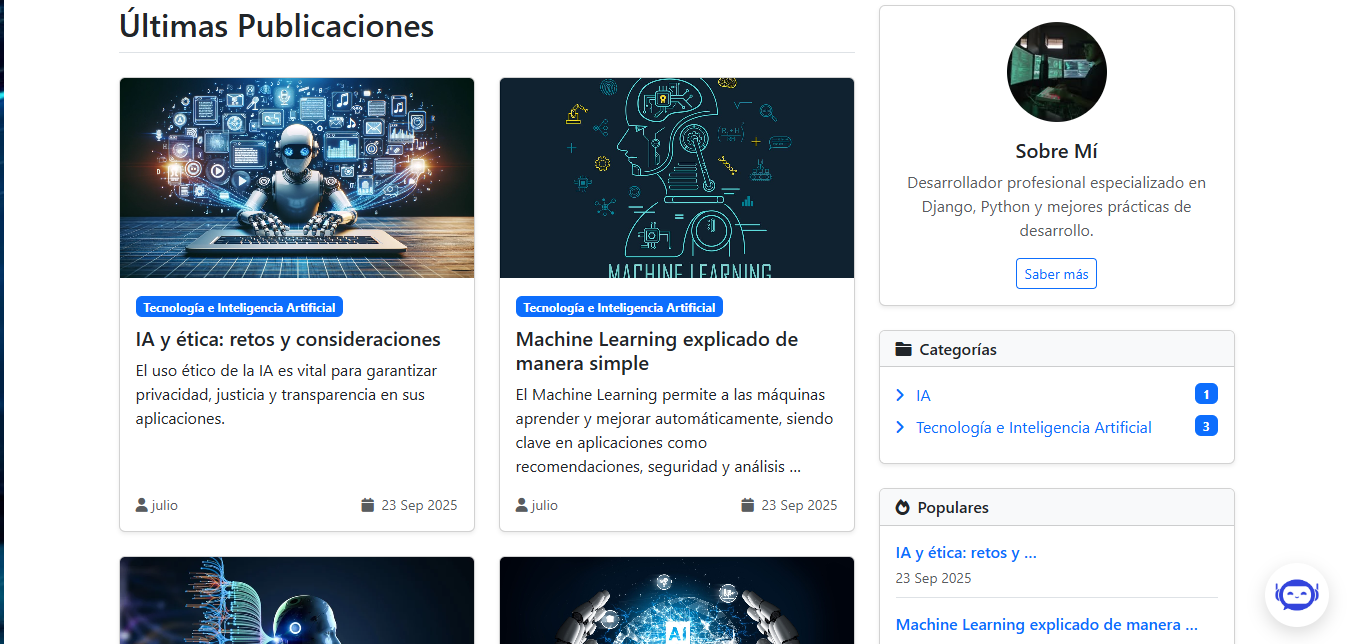 Últimas Publicaciones
MACHINE LEARNING
Tecnología e Inteligencia Artificial
IA y ética: retos y consideraciones
El uso ético de la IA es vital para garantizar
privacidad, justicia y transparencia en sus
aplicaciones.
julio
23 Sep 2025
Tecnología e Inteligencia Artificial
Machine Learning explicado de
manera simple
El Machine Learning permite a las máquinas
aprender y mejorar automáticamente, siendo
clave en aplicaciones como
recomendaciones, seguridad y análisis ...
julio
23 Sep 2025
AI
Sobre Mí
Desarrollador profesional especializado en
Django, Python y mejores prácticas de
desarrollo.
Saber más
Categorías
IA 1
Tecnología e Inteligencia Artificial 3
Populares
IA y ética: retos y ...
23 Sep 2025
Machine Learning explicado de manera ...